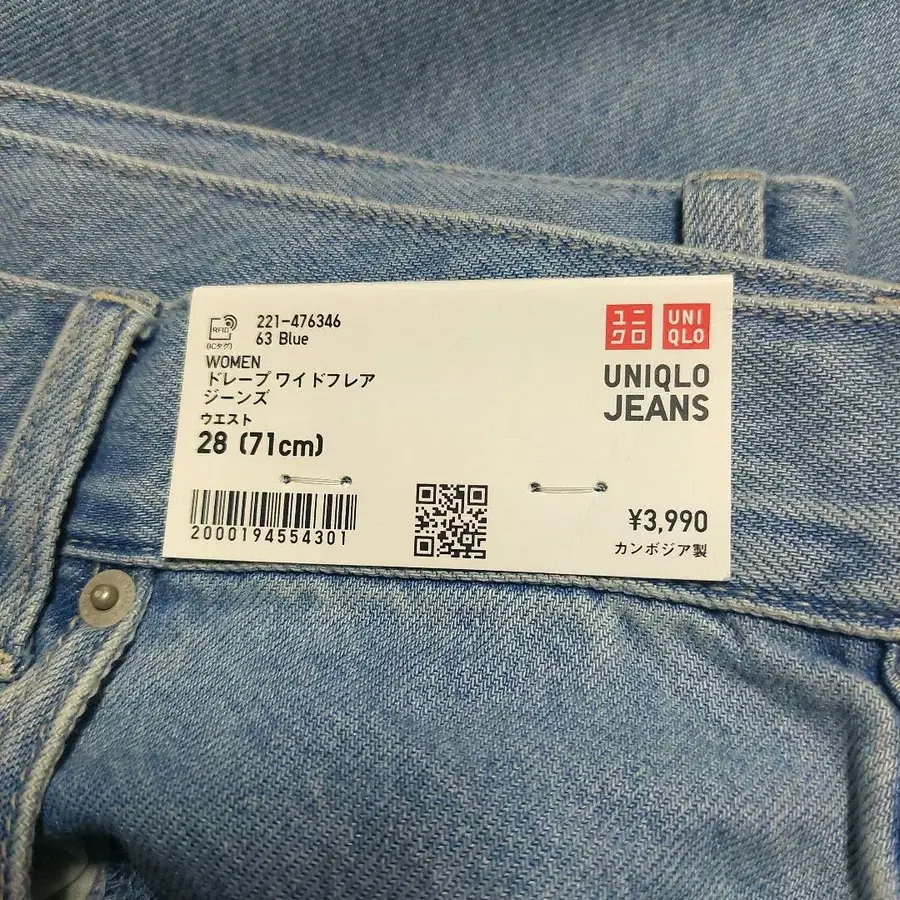 RFID
(ICタグ)
221-476346
63 Blue
WOMEN
ドレープ ワイドフレア
ジーンズ
ウエスト
28 (71cm)
2000194554301
ユニ
クロ
UNI
QLO
UNIQLO
JEANS
¥3,990
カンボジア製